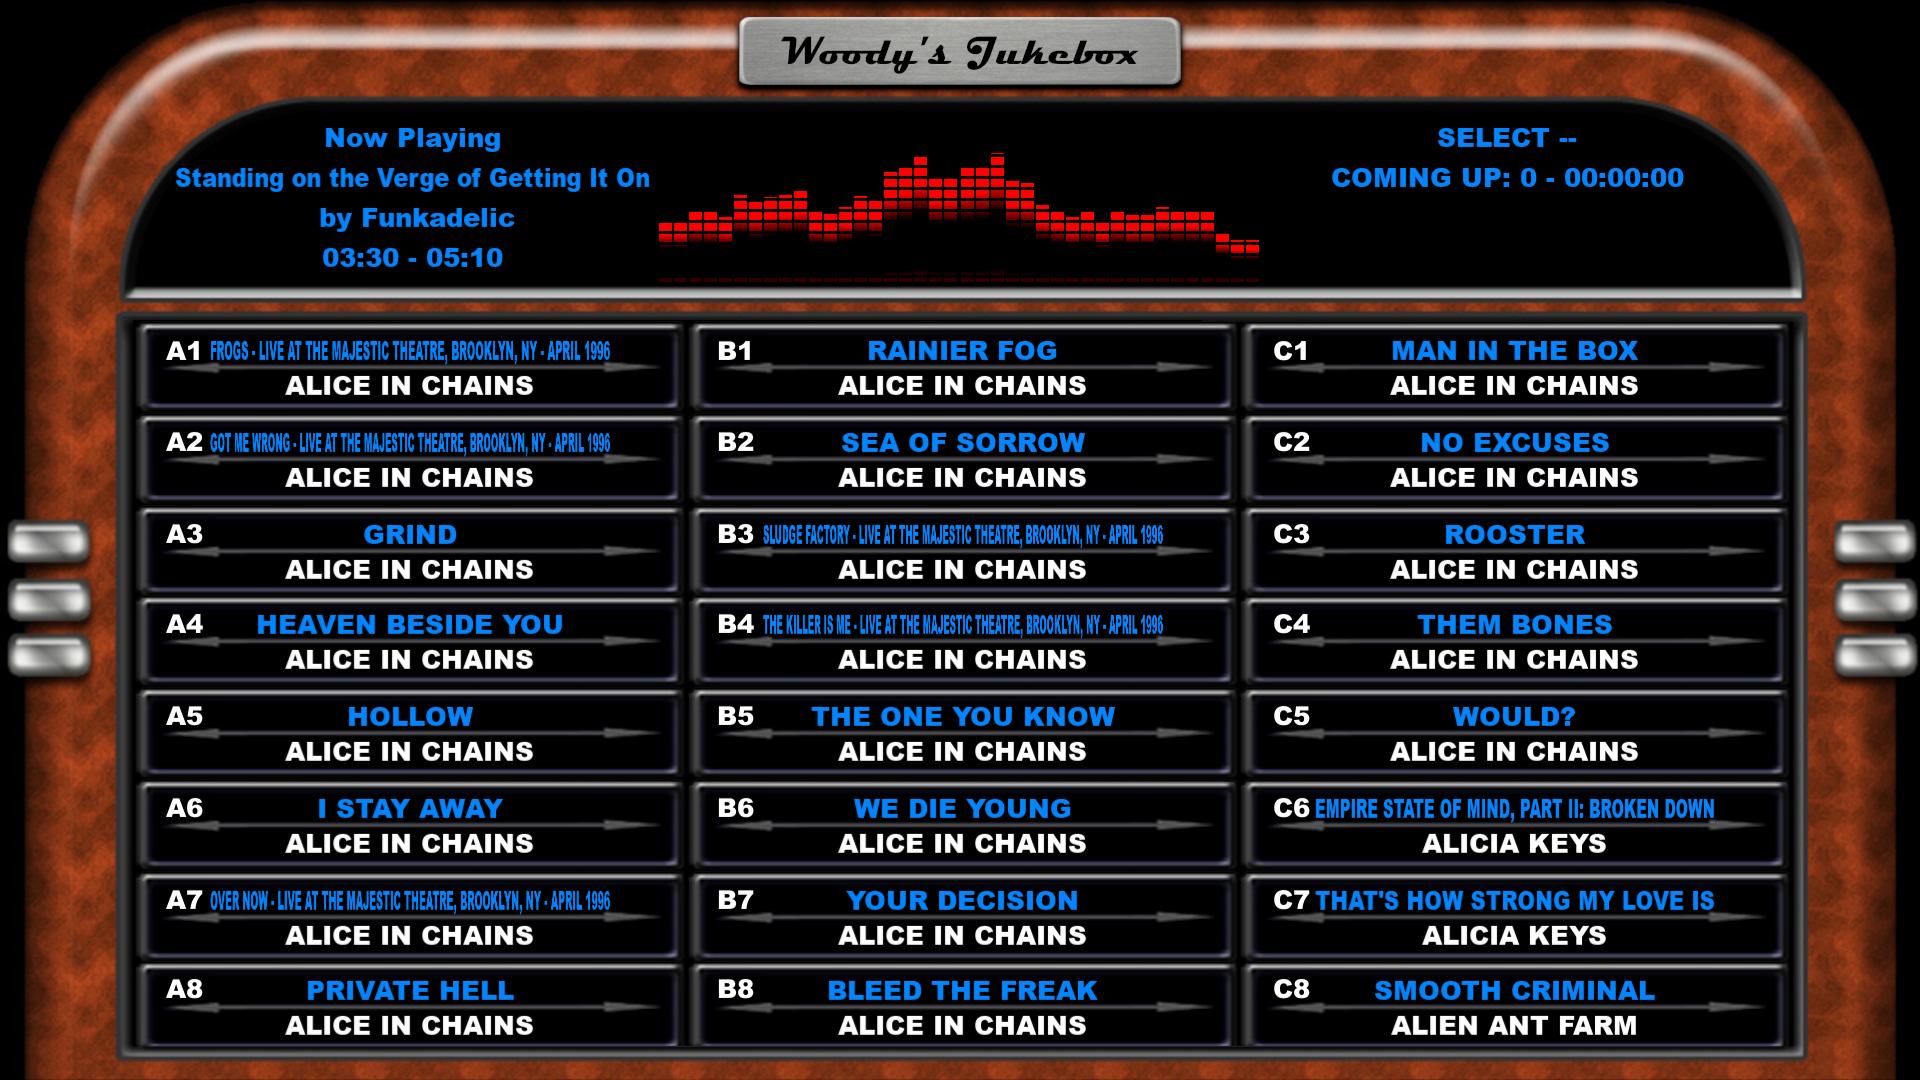 Woody's Jukebox
Now Playing
Standing on the Verge of Getting It On
by Funkadelic
03:30 - 05:10
SELECT --
COMING UP: 0 - 00:00:00
A1 FROGS - LIVE AT THE MAJESTIC THEATRE, BROOKLYN, NY - APRIL 1996
ALICE IN CHAINS
B1 RAINIER FOG
ALICE IN CHAINS
C1 MAN IN THE BOX
ALICE IN CHAINS
A2 GOT ME WRONG - LIVE AT THE MAJESTIC THEATRE, BROOKLYN, NY - APRIL 1996
ALICE IN CHAINS
B2 SEA OF SORROW
ALICE IN CHAINS
C2 NO EXCUSES
ALICE IN CHAINS
A3 GRIND
ALICE IN CHAINS
B3 SLUDGE FACTORY - LIVE AT THE MAJESTIC THEATRE, BROOKLYN, NY - APRIL 1996
ALICE IN CHAINS
C3 ROOSTER
ALICE IN CHAINS
A4 HEAVEN BESIDE YOU
ALICE IN CHAINS
B4 THE KILLER IS ME - LIVE AT THE MAJESTIC THEATRE, BROOKLYN, NY - APRIL 1996
ALICE IN CHAINS
C4 THEM BONES
ALICE IN CHAINS
A5 HOLLOW
ALICE IN CHAINS
B5 THE ONE YOU KNOW
ALICE IN CHAINS
C5 WOULD?
ALICE IN CHAINS
A6 I STAY AWAY
ALICE IN CHAINS
B6 WE DIE YOUNG
ALICE IN CHAINS
C6 EMPIRE STATE OF MIND, PART II: BROKEN DOWN
ALICIA KEYS
A7 OVER NOW - LIVE AT THE MAJESTIC THEATRE, BROOKLYN, NY - APRIL 1996
ALICE IN CHAINS
B7 YOUR DECISION
ALICE IN CHAINS
C7 THAT'S HOW STRONG MY LOVE IS
ALICIA KEYS
A8 PRIVATE HELL
ALICE IN CHAINS
B8 BLEED THE FREAK
ALICE IN CHAINS
C8 SMOOTH CRIMINAL
ALIEN ANT FARM